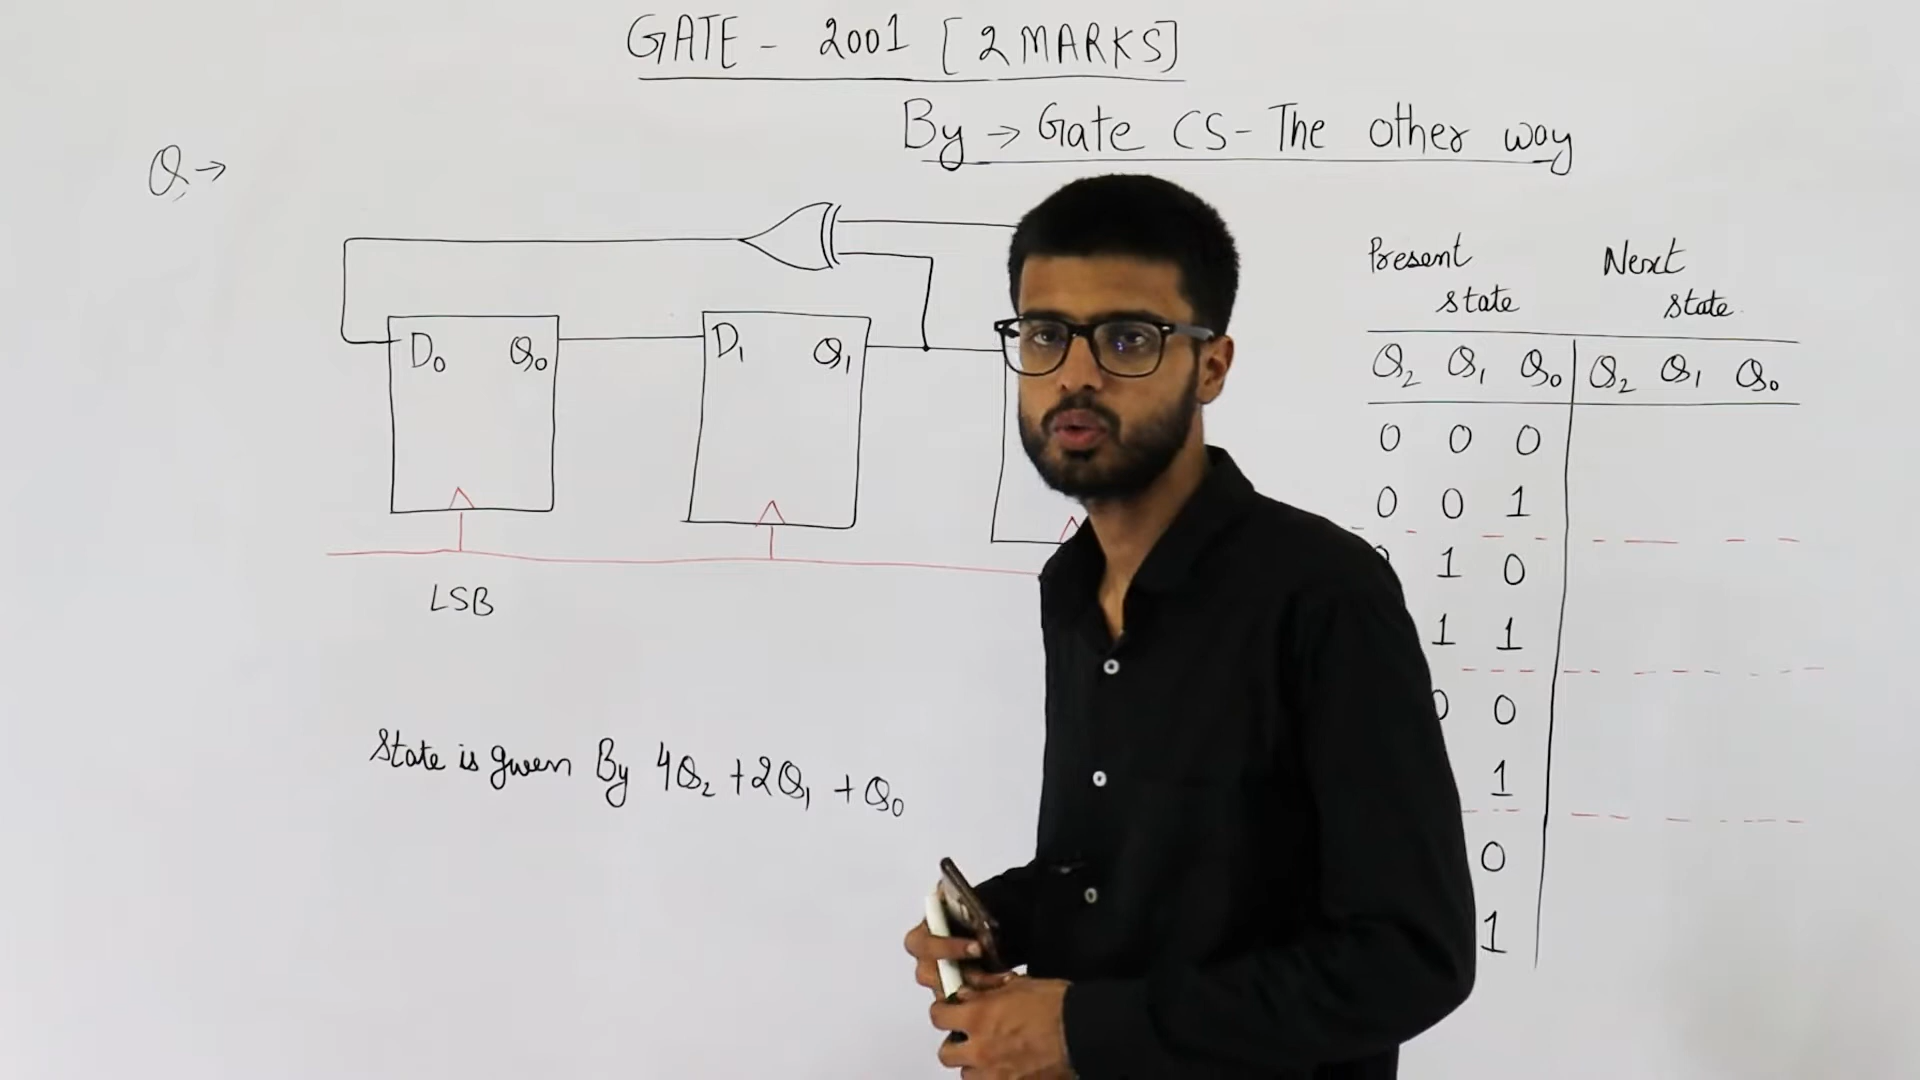 GATE - 2001 [2 MARKS]
By → Gate CS - The other way
Q →
D₀ Q₀ D₁ Q₁
LSB
State is given By 4Q₂ + 2Q₁ + Q₀
Present state Next state.
Q₂ Q₁ Q₀ Q₂ Q₁ Q₀
0 0 0
0 0 1
0 1 0
1 1
0 0
1
0
1